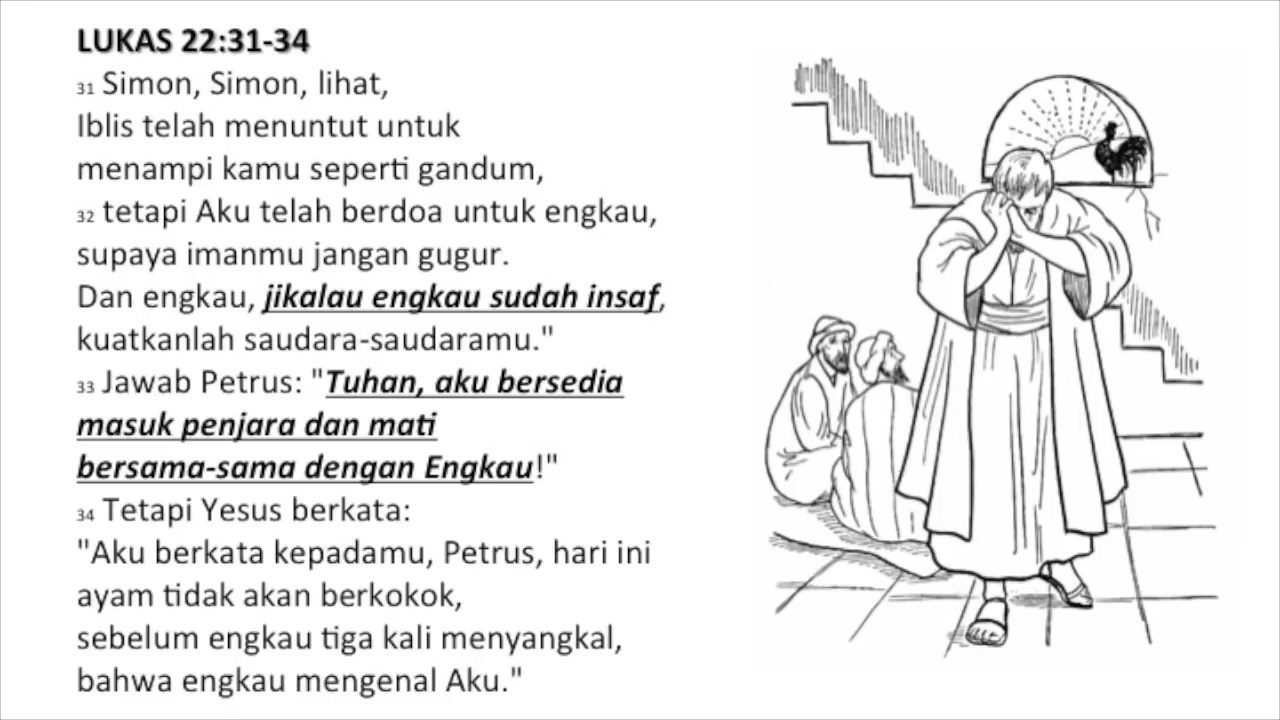 LUKAS 22:31-34
31 Simon, Simon, lihat,
Iblis telah menuntut untuk
menampi kamu seperti gandum,
32 tetapi Aku telah berdoa untuk engkau,
supaya imanmu jangan gugur.
Dan engkau, jikalau engkau sudah insaf,
kuatkanlah saudara-saudaramu."
33 Jawab Petrus: "Tuhan, aku bersedia
masuk penjara dan mati
bersama-sama dengan Engkau!"
34 Tetapi Yesus berkata:
"Aku berkata kepadamu, Petrus, hari ini
ayam tidak akan berkokok,
sebelum engkau tiga kali menyangkal,
bahwa engkau mengenal Aku."